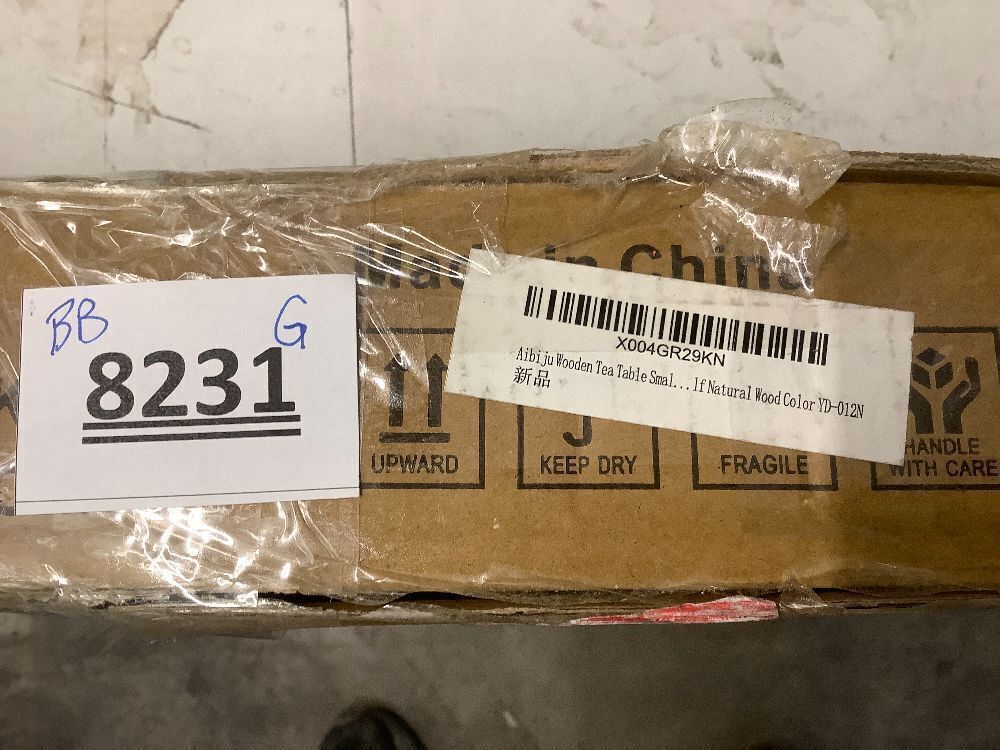 Made in China
BB
G
8231
X004GR29KN
Aibiju Wooden Tea Table Smal...lf Natural Wood Color YD-012N
新品
UPWARD
KEEP DRY
FRAGILE
HANDLE
WITH CARE